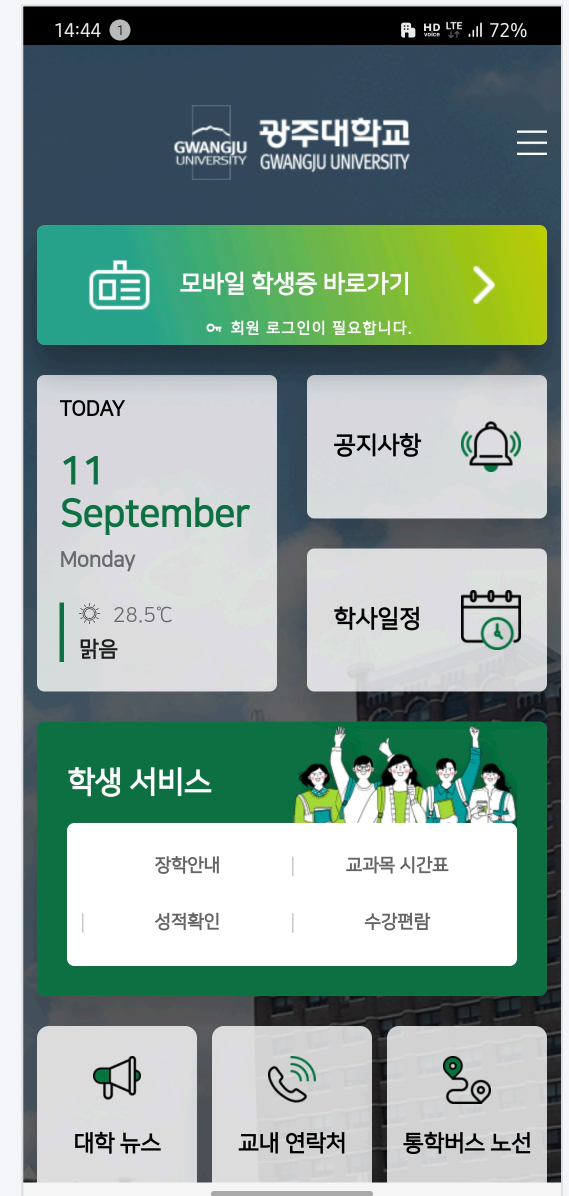 14:44 1 HD voice LTE 72%
GWANGJU UNIVERSITY
광주대학교
GWANGJU UNIVERSITY
모바일 학생증 바로가기
회원 로그인이 필요합니다.
TODAY
11
September
Monday
28.5℃
맑음
공지사항
학사일정
학생 서비스
장학안내 | 교과목 시간표
| 성적확인 | 수강편람
대학 뉴스
교내 연락처
통학버스 노선